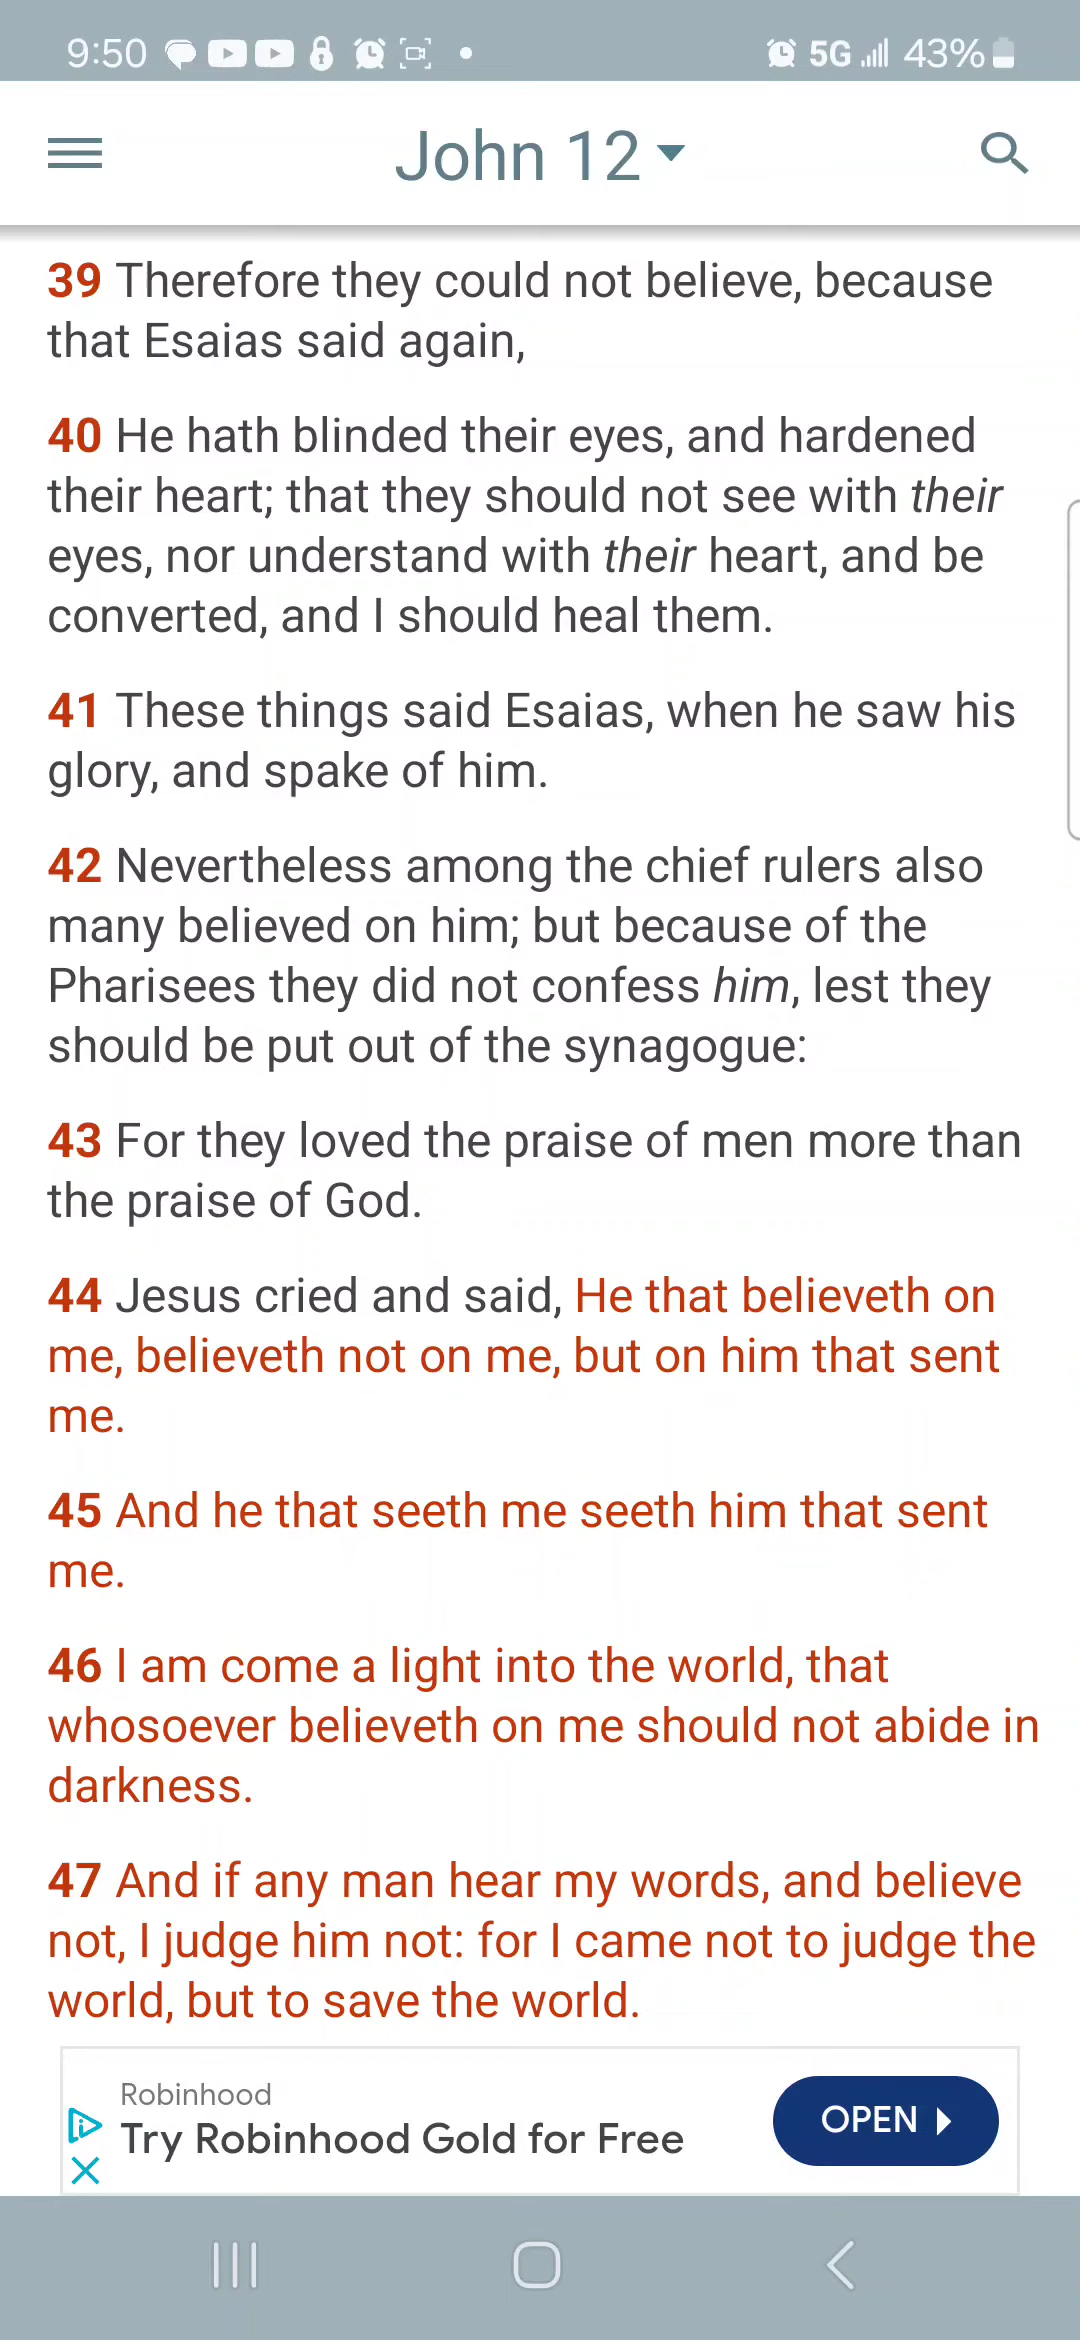 9:50
5G 43%
John 12
39 Therefore they could not believe, because
that Esaias said again,
40 He hath blinded their eyes, and hardened
their heart; that they should not see with their
eyes, nor understand with their heart, and be
converted, and I should heal them.
41 These things said Esaias, when he saw his
glory, and spake of him.
42 Nevertheless among the chief rulers also
many believed on him; but because of the
Pharisees they did not confess him, lest they
should be put out of the synagogue:
43 For they loved the praise of men more than
the praise of God.
44 Jesus cried and said, He that believeth on
me, believeth not on me, but on him that sent
me.
45 And he that seeth me seeth him that sent
me.
46 I am come a light into the world, that
whosoever believeth on me should not abide in
darkness.
47 And if any man hear my words, and believe
not, I judge him not: for I came not to judge the
world, but to save the world.
Robinhood
Try Robinhood Gold for Free
OPEN